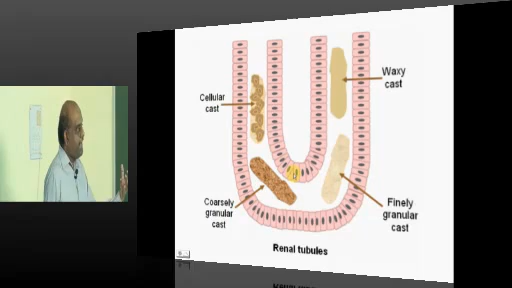 Cellular
cast
Waxy
cast
Coarsely
granular
cast
Finely
granular
cast
Renal tubules